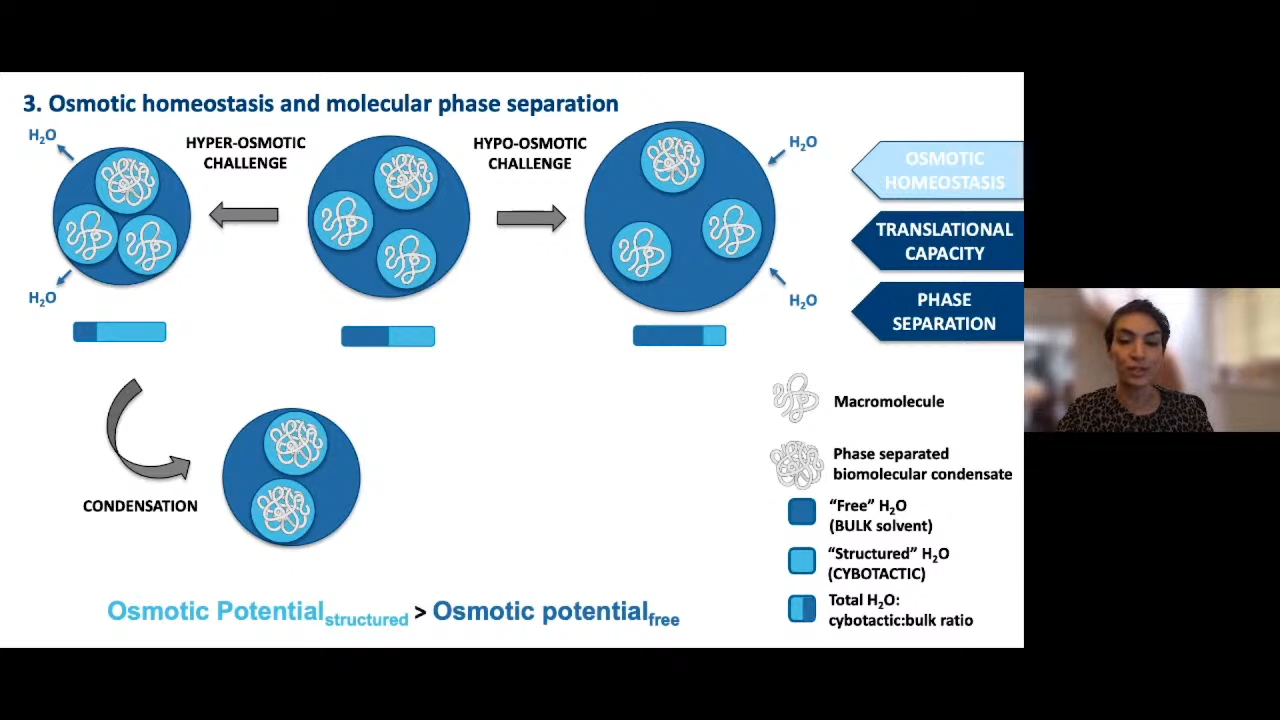 3. Osmotic homeostasis and molecular phase separation
H₂O
HYPER-OSMOTIC
CHALLENGE
HYPO-OSMOTIC
CHALLENGE
H₂O
H₂O
H₂O
OSMOTIC
HOMEOSTASIS
TRANSLATIONAL
CAPACITY
PHASE
SEPARATION
CONDENSATION
Macromolecule
Phase separated
biomolecular condensate
“Free” H₂O
(BULK solvent)
“Structured” H₂O
(CYBOTACTIC)
Total H₂O:
cybotactic:bulk ratio
Osmotic Potential structured > Osmotic potential free